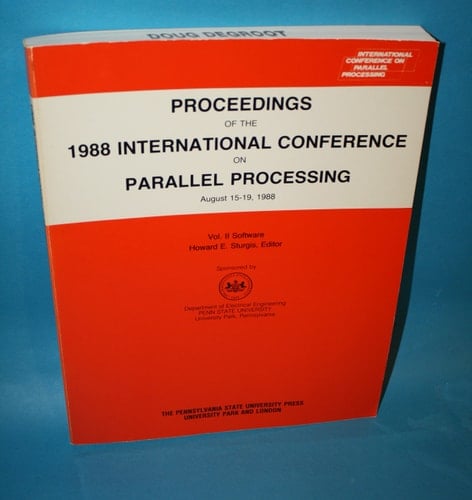 DOUG DEGROOT
INTERNATIONAL
CONFERENCE ON
PARALLEL
PROCESSING
PROCEEDINGS
OF THE
1988 INTERNATIONAL CONFERENCE
ON
PARALLEL PROCESSING
August 15-19, 1988
Vol. II Software
Howard E. Sturgis, Editor
Sponsored by
Department of Electrical Engineering
PENN STATE UNIVERSITY
University Park, Pennsylvania
THE PENNSYLVANIA STATE UNIVERSITY PRESS
UNIVERSITY PARK AND LONDON